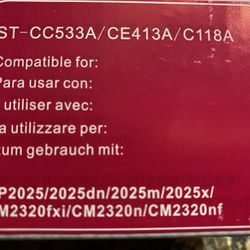 ST-CC533A/CE413A/C118A
Compatible for:
Para usar con:
utiliser avec:
a utilizzare per:
zum gebrauch mit:
P2025/2025dn/2025m/2025x/
M2320fxi/CM2320n/CM2320nf